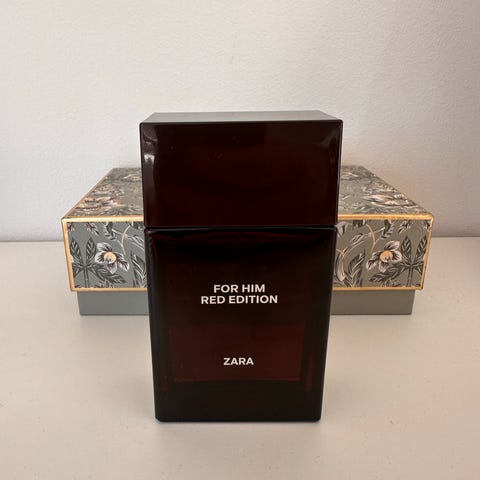 FOR HIM
RED EDITION
ZARA